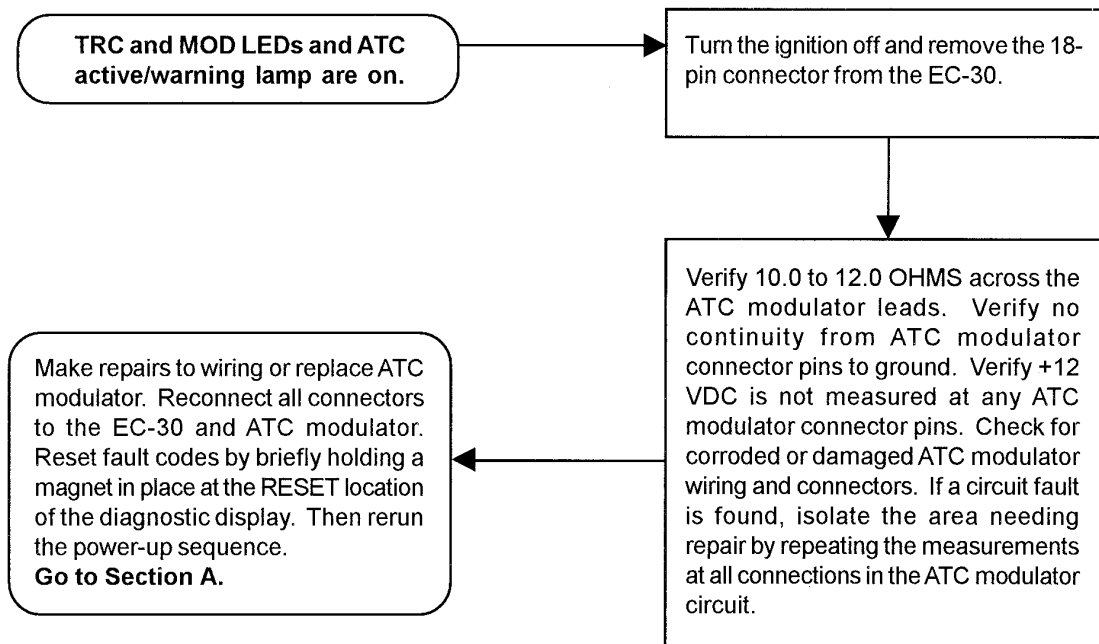 TRC and MOD LEDs and ATC
active/warning lamp are on.
Turn the ignition off and remove the 18-
pin connector from the EC-30.
Verify 10.0 to 12.0 OHMS across the
ATC modulator leads. Verify no
continuity from ATC modulator
connector pins to ground. Verify +12
VDC is not measured at any ATC
modulator connector pins. Check for
corroded or damaged ATC modulator
wiring and connectors. If a circuit fault
is found, isolate the area needing
repair by repeating the measurements
at all connections in the ATC modulator
circuit.
Make repairs to wiring or replace ATC
modulator. Reconnect all connectors
to the EC-30 and ATC modulator.
Reset fault codes by briefly holding a
magnet in place at the RESET location
of the diagnostic display. Then rerun
the power-up sequence.
Go to Section A.